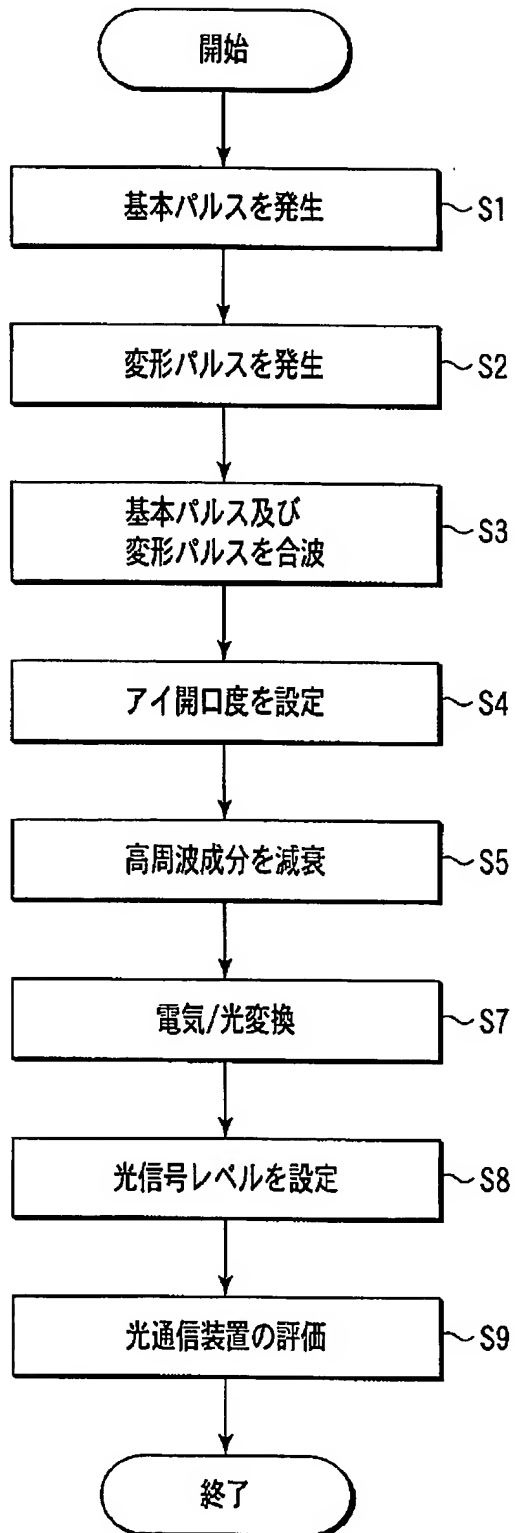 開始
基本パルスを発生
~S1
変形パルスを発生
~S2
基本パルス及び
変形パルスを合波
~S3
アイ開口度を設定
~S4
高周波成分を減衰
~S5
電気/光変換
~S7
光信号レベルを設定
~S8
光通信装置の評価
~S9
終了